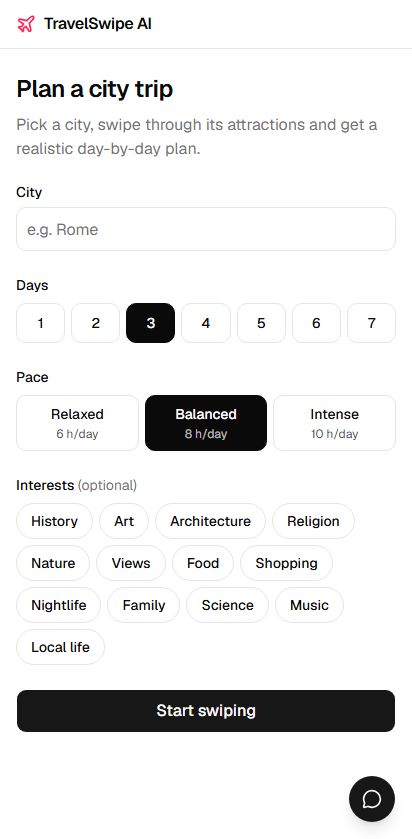 TravelSwipe AI
Plan a city trip
Pick a city, swipe through its attractions and get a
realistic day-by-day plan.
City
e.g. Rome
Days
1 2 3 4 5 6 7
Pace
Relaxed Balanced Intense
6 h/day 8 h/day 10 h/day
Interests (optional)
History Art Architecture Religion
Nature Views Food Shopping
Nightlife Family Science Music
Local life
Start swiping